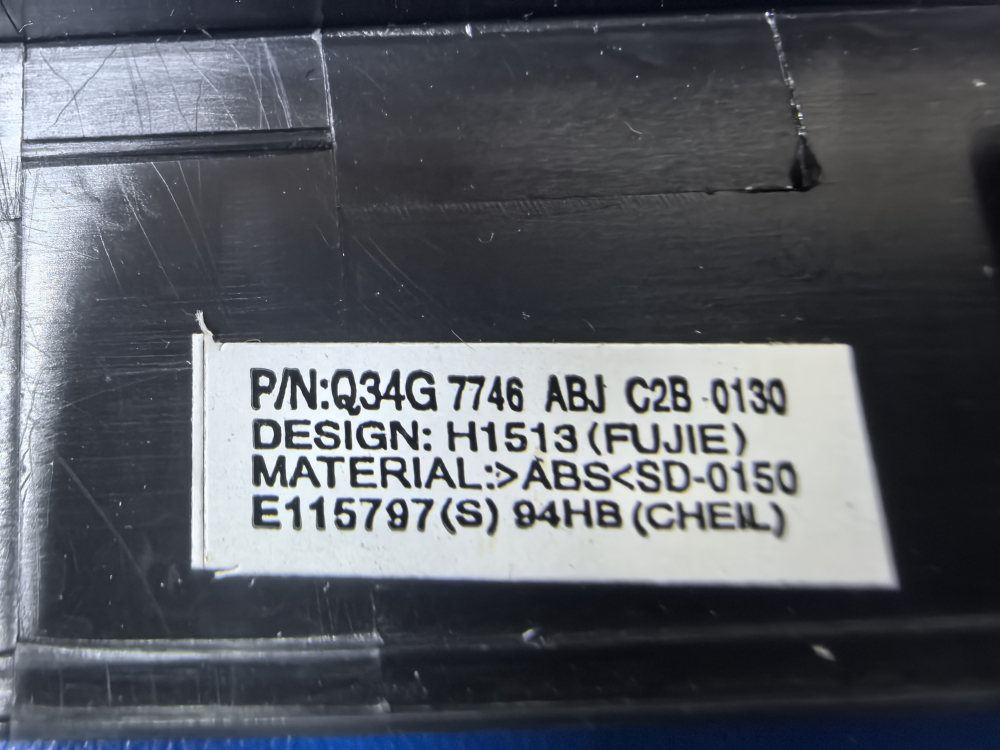 P/N:Q34G 7746 ABJ C2B-0130
DESIGN: H1513(FUJIE)
MATERIAL:>ABS<SD-0150
E115797(S) 94HB(CHEIL)